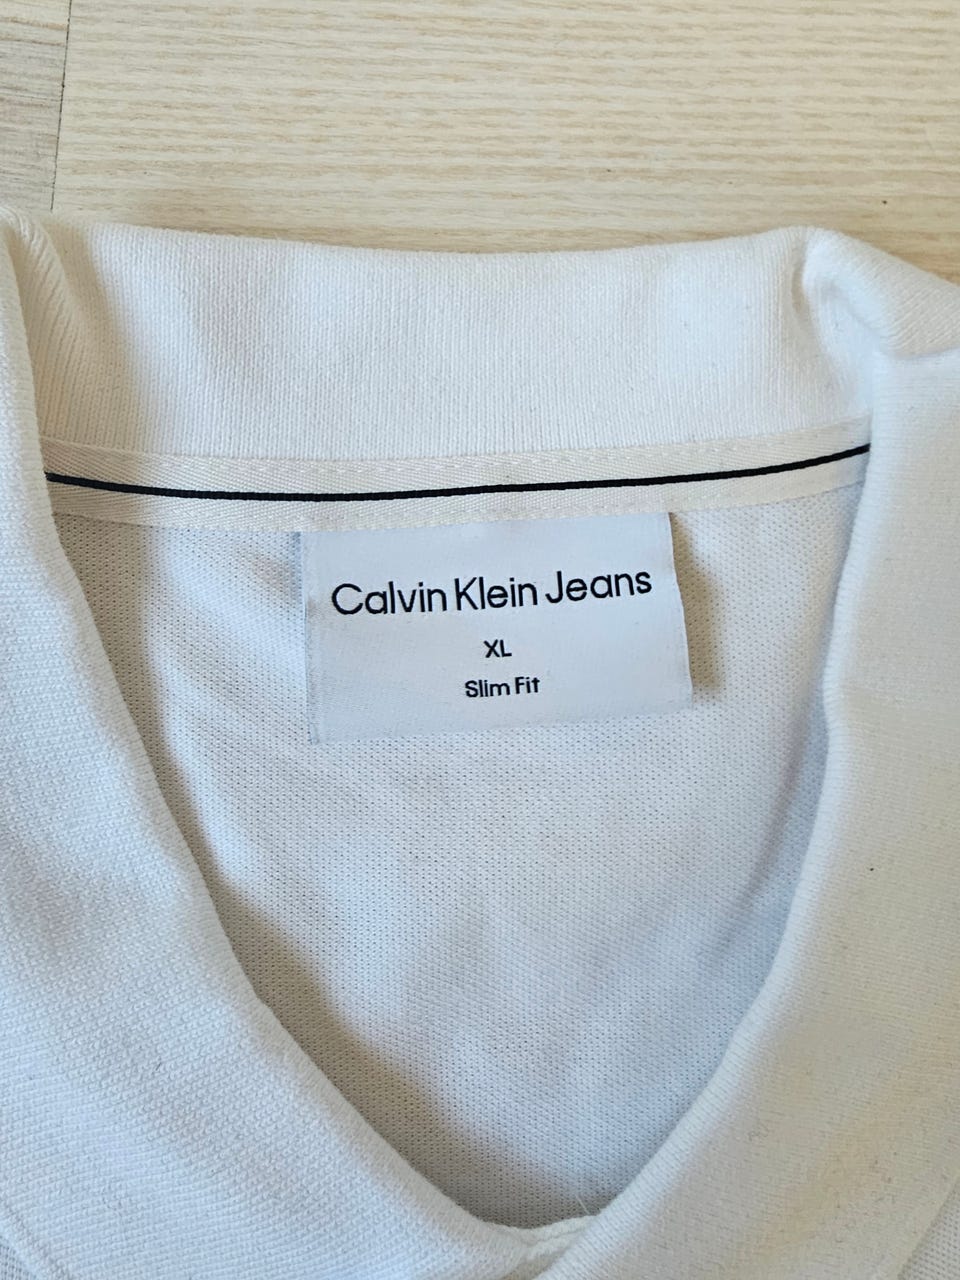 Calvin Klein Jeans
XL
Slim Fit